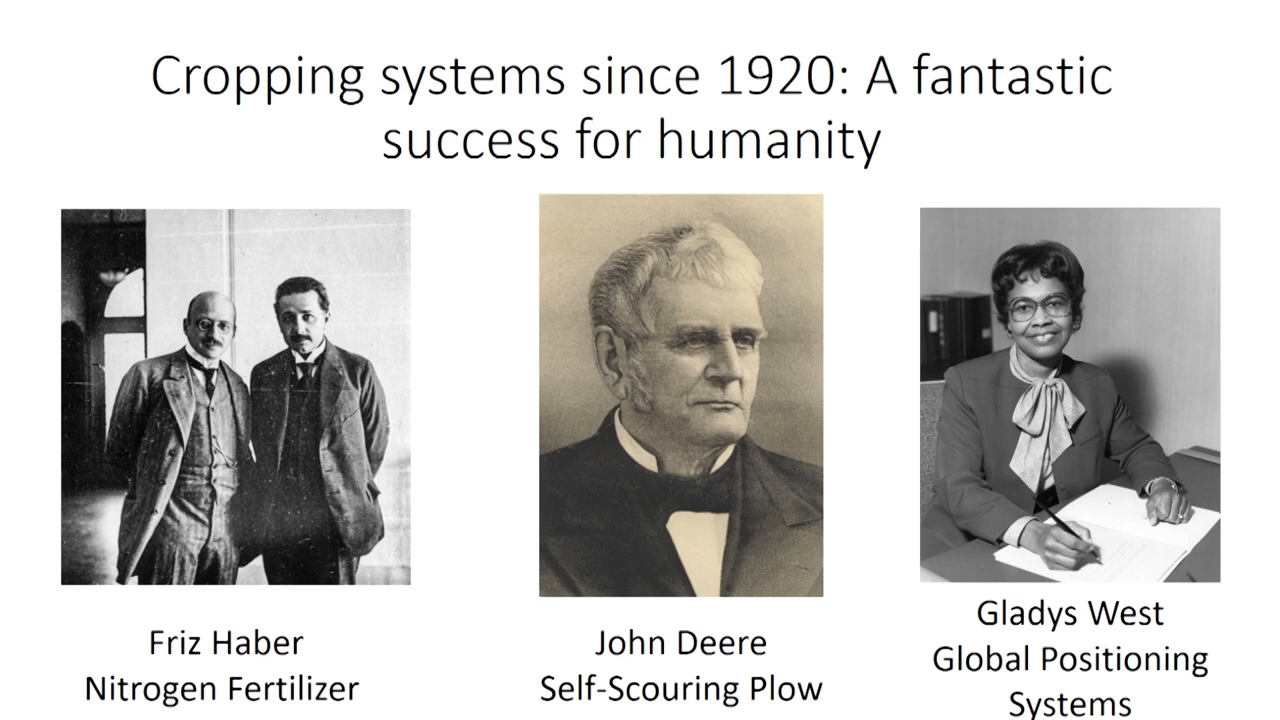 Cropping systems since 1920: A fantastic
success for humanity
Friz Haber
Nitrogen Fertilizer
John Deere
Self-Scouring Plow
Gladys West
Global Positioning
Systems